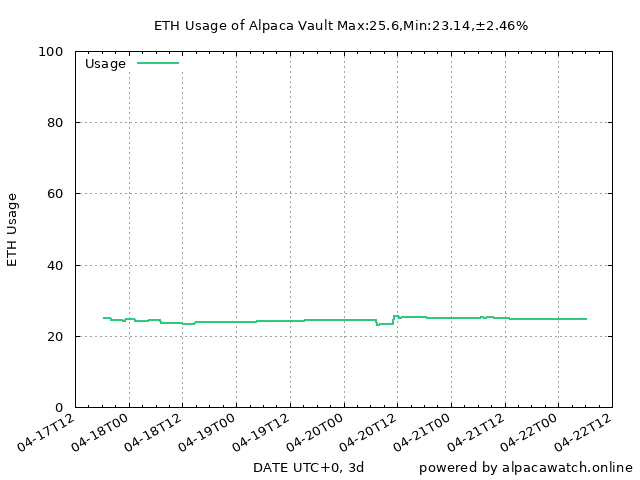 ETH Usage of Alpaca Vault Max:25.6,Min:23.14,±2.46%
Usage
100
80
60
40
20
0
ETH Usage
04-17T12
04-18T00
04-18T12
04-19T00
04-19T12
04-20T00
04-20T12
04-21T00
04-21T12
04-22T00
04-22T12
DATE UTC+0, 3d
powered by alpacawatch.online